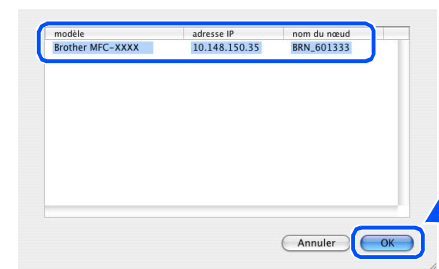 modèle adresse IP nom du nœud
Brother MFC-XXXX 10.148.150.35 BRN_601333
Annuler OK